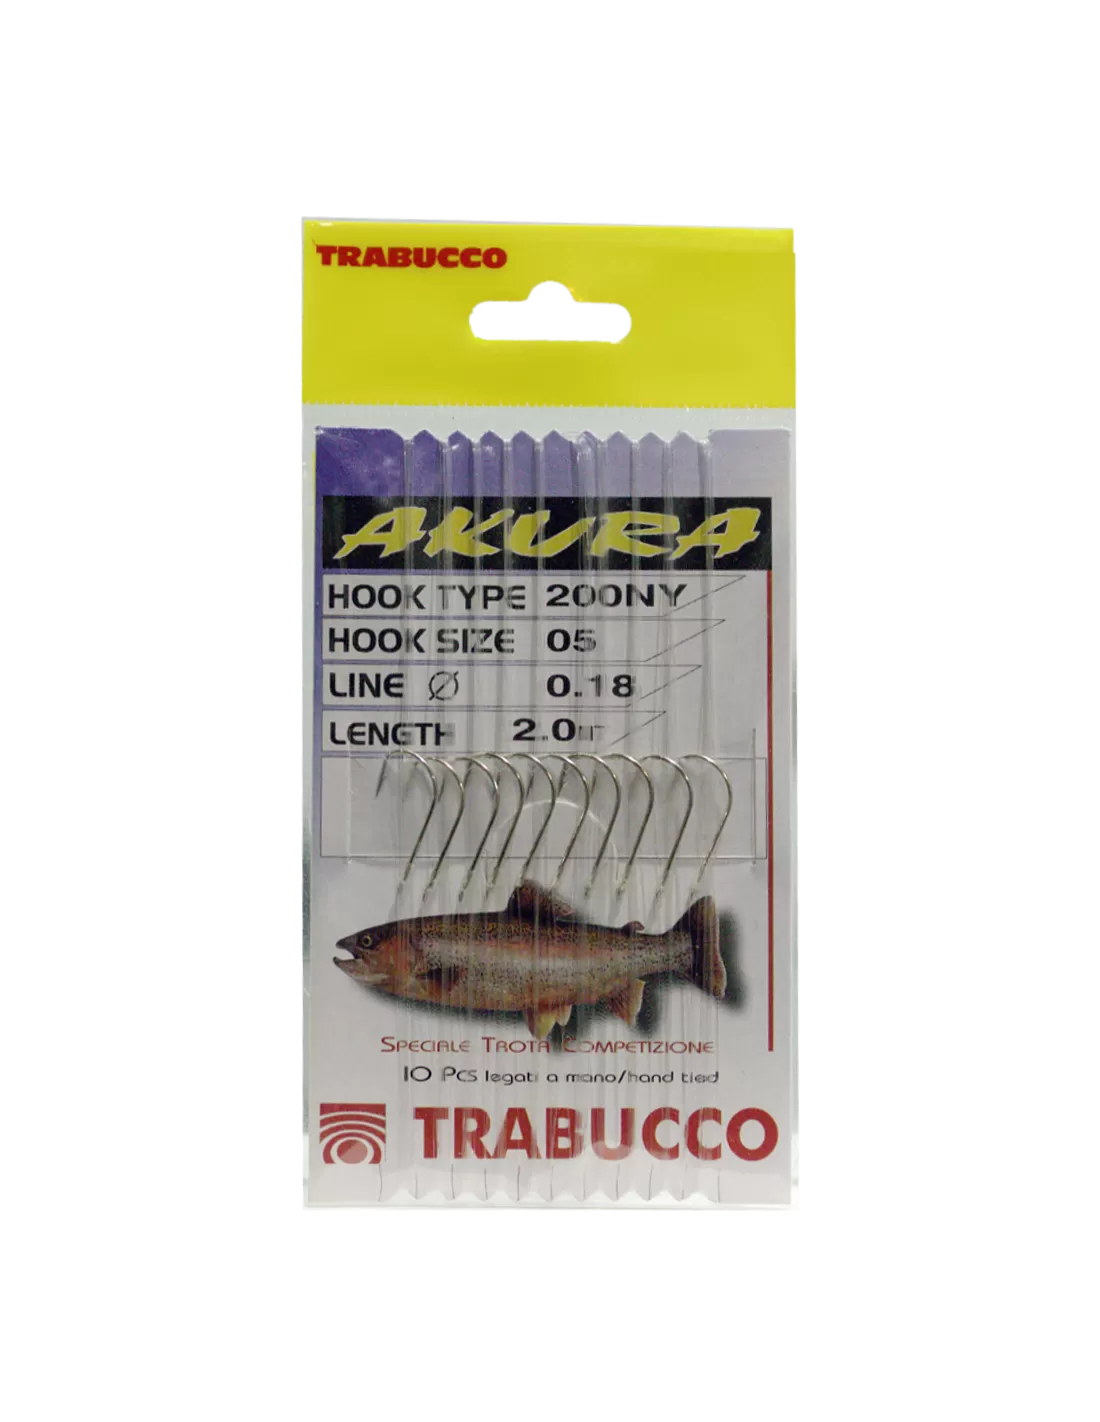 TRABUCCO
AKURA
HOOK TYPE 200NY
HOOK SIZE 05
LINE Ø 0.18
LENGTH 2.0MT
SPECIALE TROTA COMPETIZIONE
10 Pcs legati a mano/hand tied
TRABUCCO